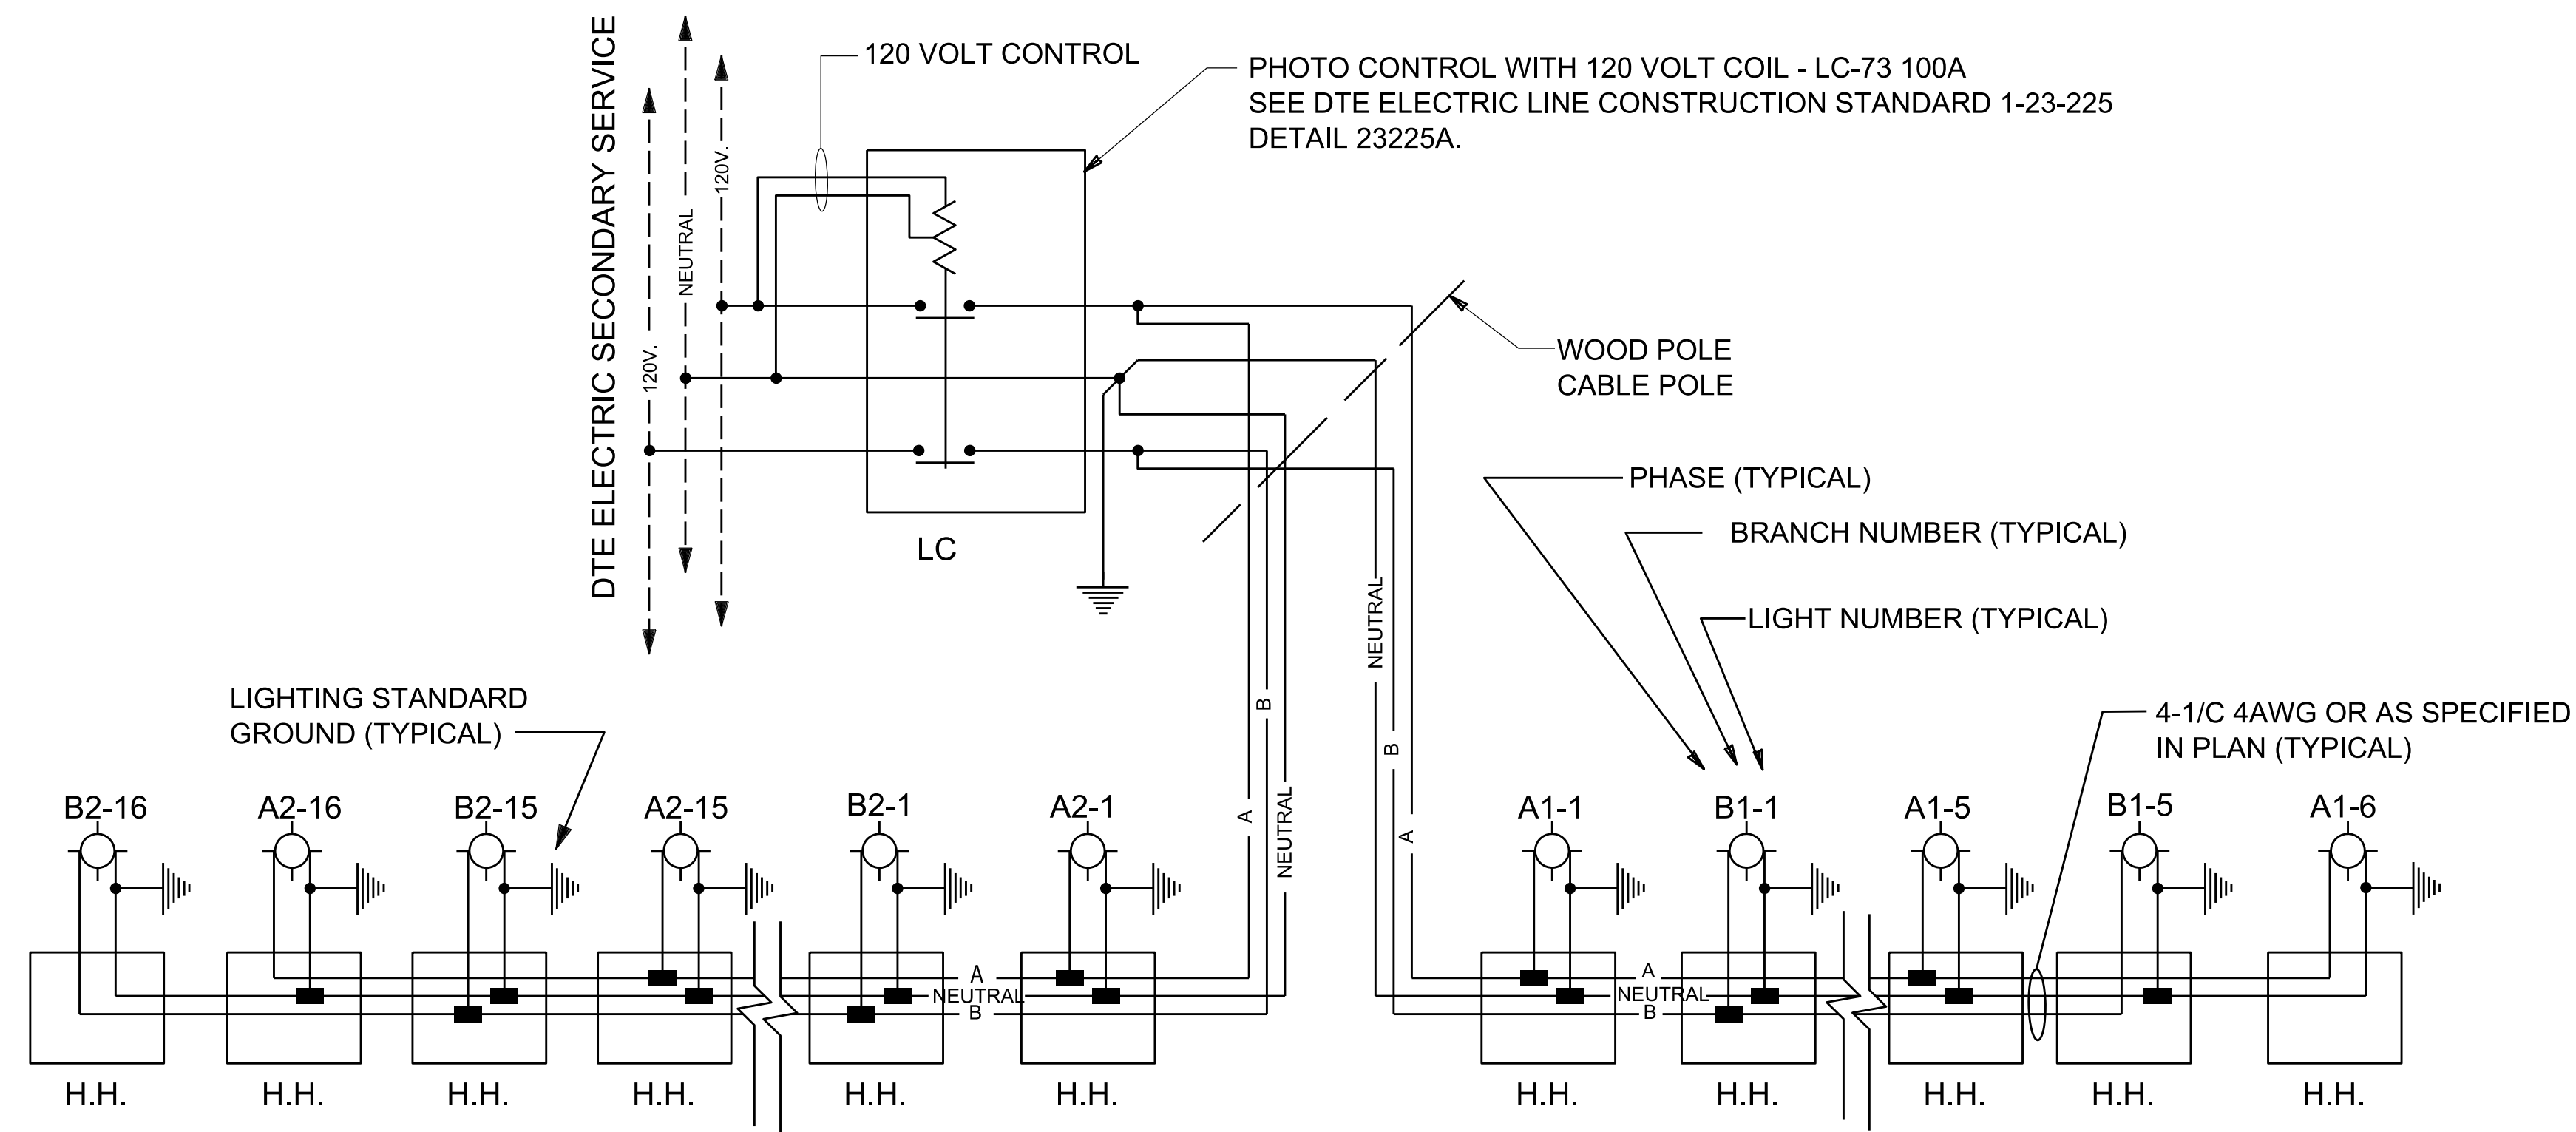 DTE ELECTRIC SECONDARY SERVICE
120 VOLT CONTROL
PHOTO CONTROL WITH 120 VOLT COIL - LC-73 100A
SEE DTE ELECTRIC LINE CONSTRUCTION STANDARD 1-23-225
DETAIL 23225A.
120V.
NEUTRAL
120V.
LC
WOOD POLE
CABLE POLE
PHASE (TYPICAL)
BRANCH NUMBER (TYPICAL)
LIGHT NUMBER (TYPICAL)
LIGHTING STANDARD
GROUND (TYPICAL)
4-1/C 4AWG OR AS SPECIFIED
IN PLAN (TYPICAL)
A
B
NEUTRAL
NEUTRAL
B
A
B2-16
A2-16
B2-15
A2-15
B2-1
A2-1
A1-1
B1-1
A1-5
B1-5
A1-6
A
NEUTRAL
B
A
NEUTRAL
B
H.H.
H.H.
H.H.
H.H.
H.H.
H.H.
H.H.
H.H.
H.H.
H.H.
H.H.